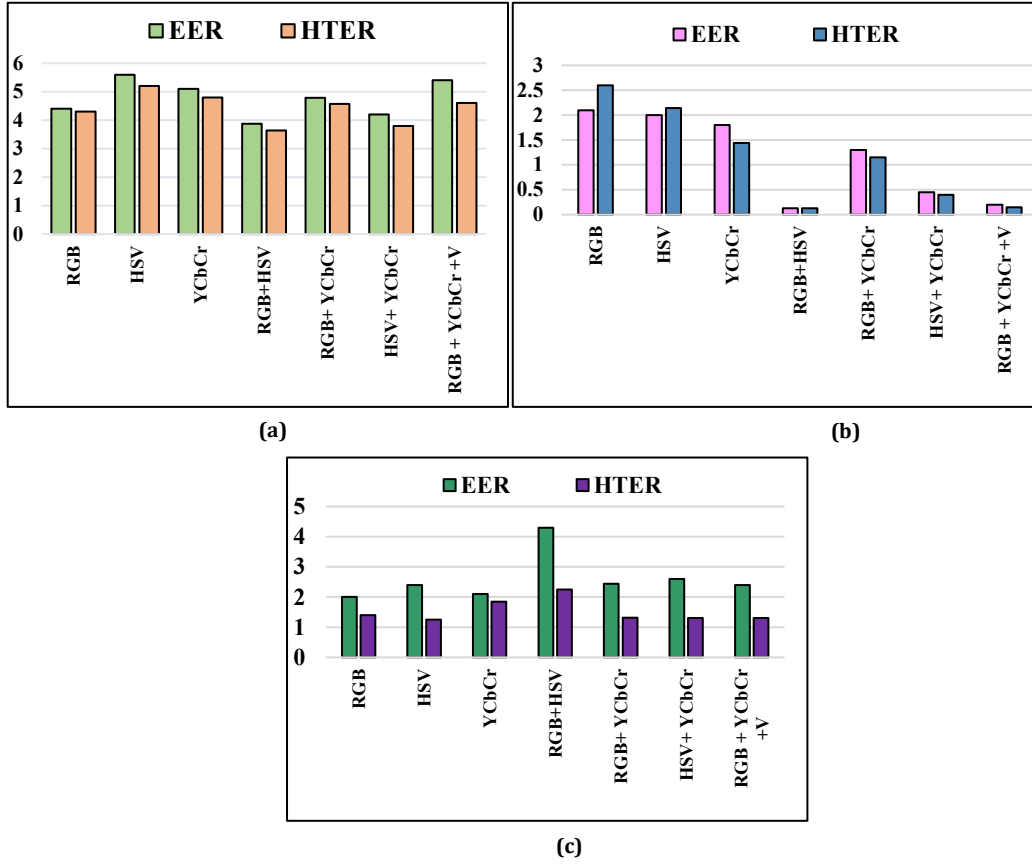 EER HTER
6
5
4
3
2
1
0
RGB
HSV
YCbCr
RGB+HSV
RGB+ YCbCr
HSV+ YCbCr
RGB + YCbCr +V
(a)
EER HTER
3
2.5
2
1.5
1
0.5
0
RGB
HSV
YCbCr
RGB+HSV
RGB+ YCbCr
HSV+ YCbCr
RGB + YCbCr +V
(b)
EER HTER
5
4
3
2
1
0
RGB
HSV
YCbCr
RGB+HSV
RGB+ YCbCr
HSV+ YCbCr
RGB + YCbCr
+V
(c)